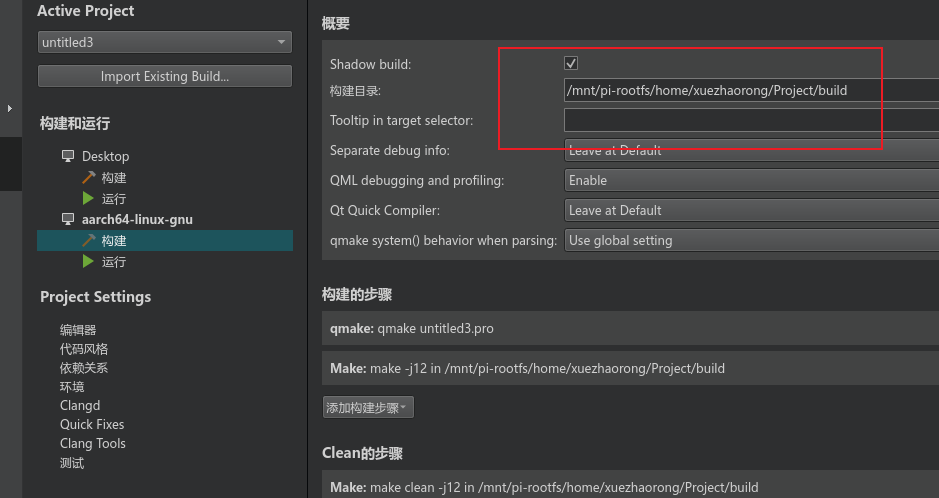 Active Project
untitled3
Import Existing Build...
构建和运行
Desktop
构建
运行
aarch64-linux-gnu
构建
运行
Project Settings
编辑器
代码风格
依赖关系
环境
Clangd
Quick Fixes
Clang Tools
测试
概要
Shadow build:
构建目录: /mnt/pi-rootfs/home/xuezhaorong/Project/build
Tooltip in target selector:
Separate debug info: Leave at Default
QML debugging and profiling: Enable
Qt Quick Compiler: Leave at Default
qmake system() behavior when parsing: Use global setting
构建的步骤
qmake: qmake untitled3.pro
Make: make -j12 in /mnt/pi-rootfs/home/xuezhaorong/Project/build
添加构建步骤
Clean的步骤
Make: make clean -j12 in /mnt/pi-rootfs/home/xuezhaorong/Project/build